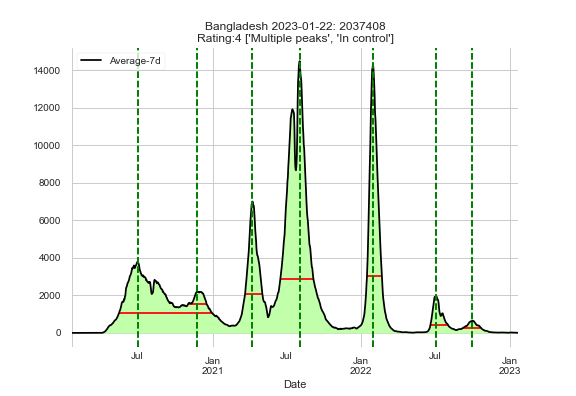 Bangladesh 2023-01-22: 2037408
Rating:4 ['Multiple peaks', 'In control']
Average-7d
14000
12000
10000
8000
6000
4000
2000
0
Jul
Jan
2021
Jul
Jan
2022
Jul
Jan
2023
Date